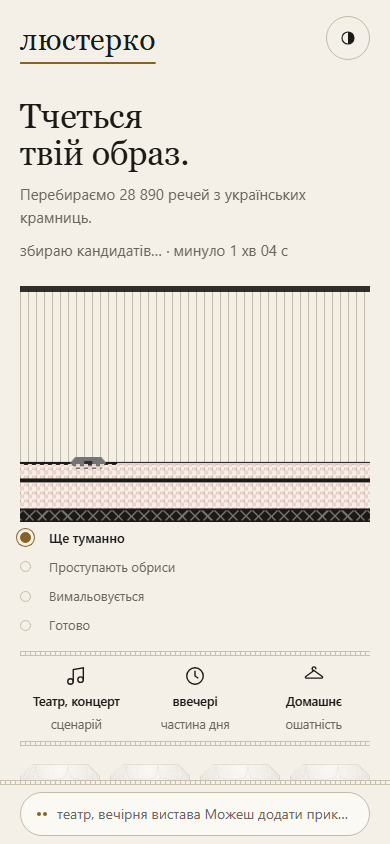 люстерко
Тчеться
твій образ.
Перебираємо 28 890 речей з українських
крамниць.
збираю кандидатів... · минуло 1 хв 04 с
Ще туманно
Проступають обриси
Вимальовується
Готово
Театр, концерт
сценарій
ввечері
частина дня
Домашнє
ошатність
театр, вечірня вистава Можеш додати прик...